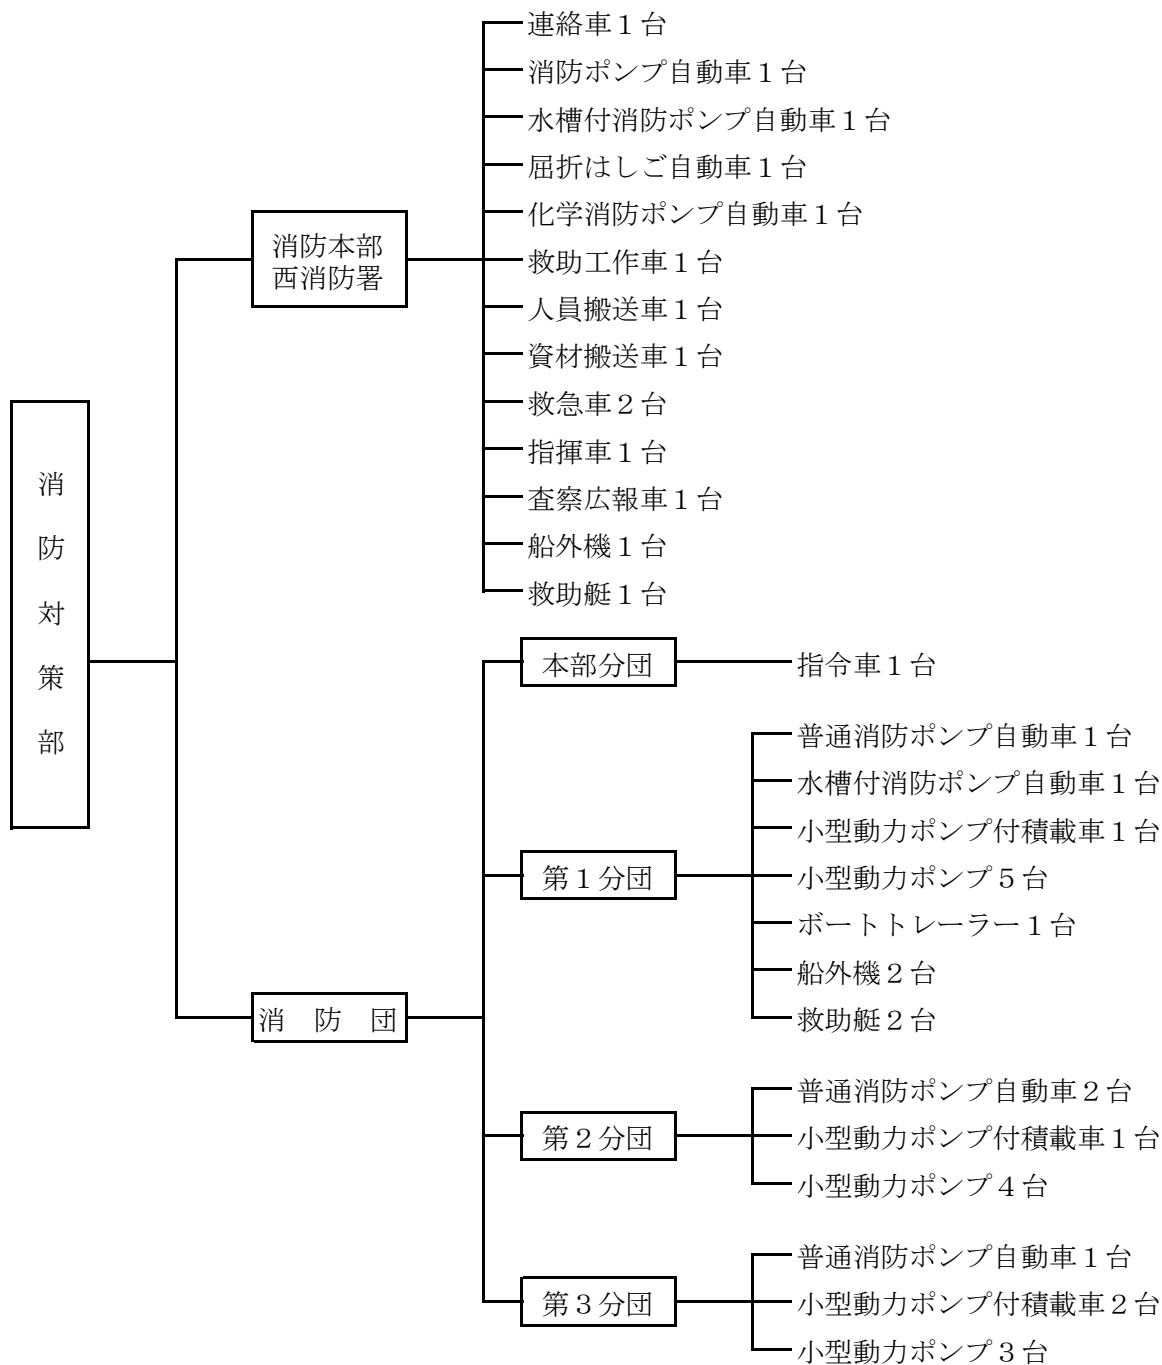 消防対策部
消防本部
西消防署
連絡車１台
消防ポンプ自動車１台
水槽付消防ポンプ自動車１台
屈折はしご自動車１台
化学消防ポンプ自動車１台
救助工作車１台
人員搬送車１台
資材搬送車１台
救急車２台
指揮車１台
査察広報車１台
船外機１台
救助艇１台
消　防　団
本部分団
指令車１台
第１分団
普通消防ポンプ自動車１台
水槽付消防ポンプ自動車１台
小型動力ポンプ付積載車１台
小型動力ポンプ５台
ボートトレーラー１台
船外機２台
救助艇２台
第２分団
普通消防ポンプ自動車２台
小型動力ポンプ付積載車１台
小型動力ポンプ４台
第３分団
普通消防ポンプ自動車１台
小型動力ポンプ付積載車２台
小型動力ポンプ３台